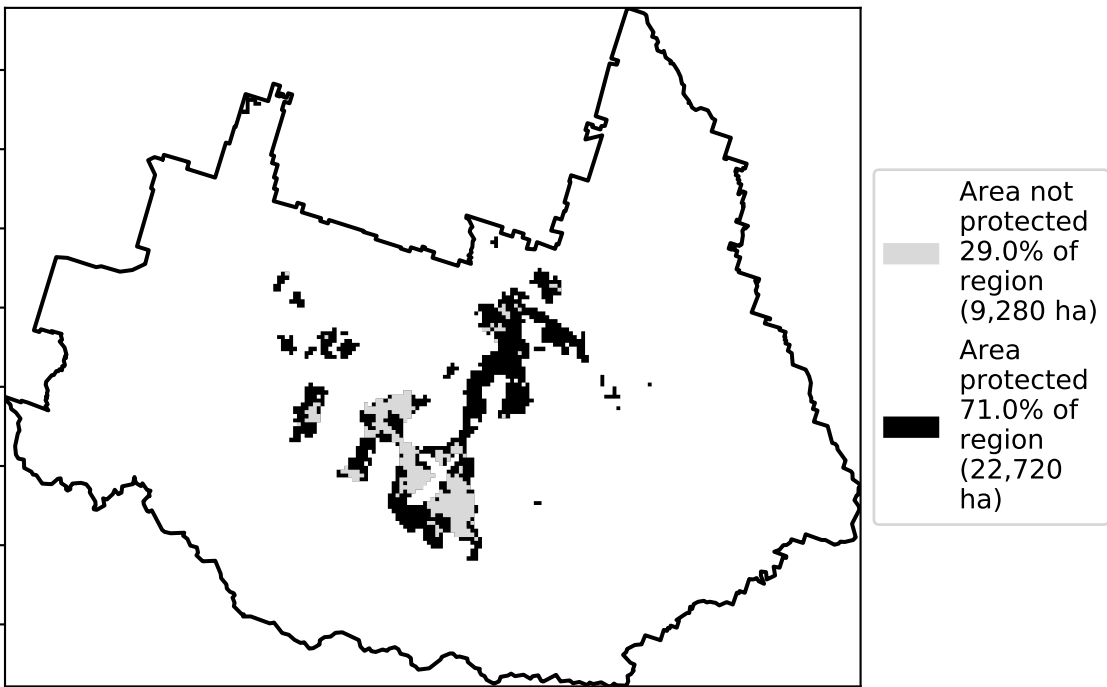 Area not
protected
29.0% of
region
(9,280 ha)
Area
protected
71.0% of
region
(22,720
ha)